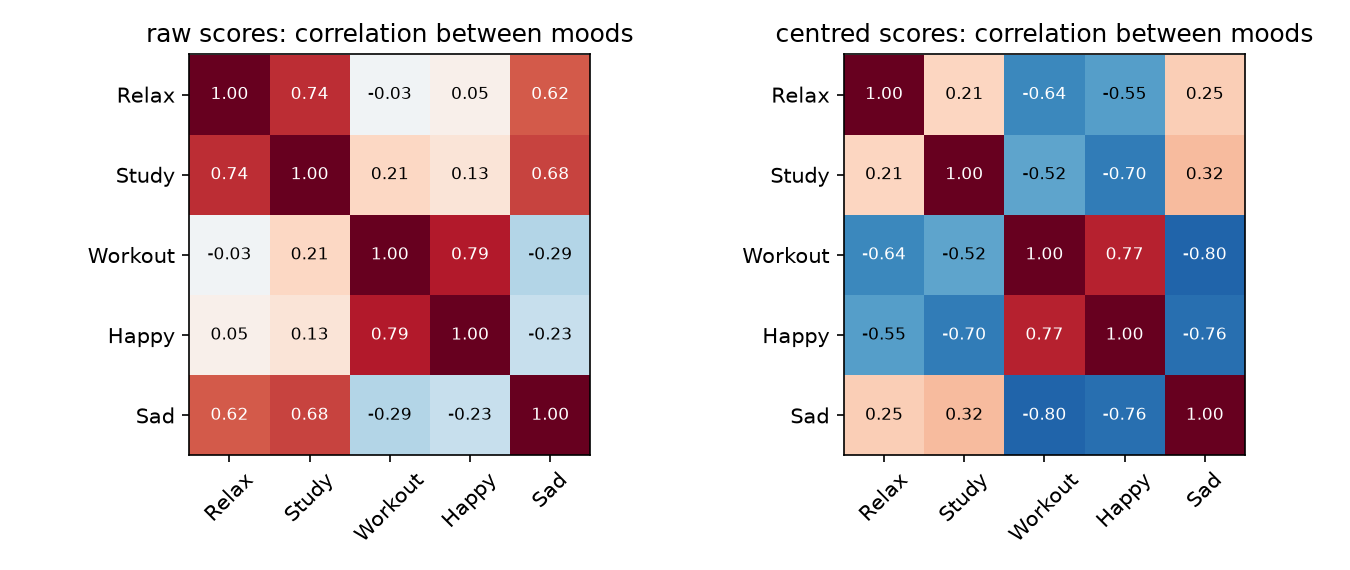 raw scores: correlation between moods
Relax 1.00 0.74 -0.03 0.05 0.62
Study 0.74 1.00 0.21 0.13 0.68
Workout -0.03 0.21 1.00 0.79 -0.29
Happy 0.05 0.13 0.79 1.00 -0.23
Sad 0.62 0.68 -0.29 -0.23 1.00
Relax Study Workout Happy Sad
centred scores: correlation between moods
Relax 1.00 0.21 -0.64 -0.55 0.25
Study 0.21 1.00 -0.52 -0.70 0.32
Workout -0.64 -0.52 1.00 0.77 -0.80
Happy -0.55 -0.70 0.77 1.00 -0.76
Sad 0.25 0.32 -0.80 -0.76 1.00
Relax Study Workout Happy Sad